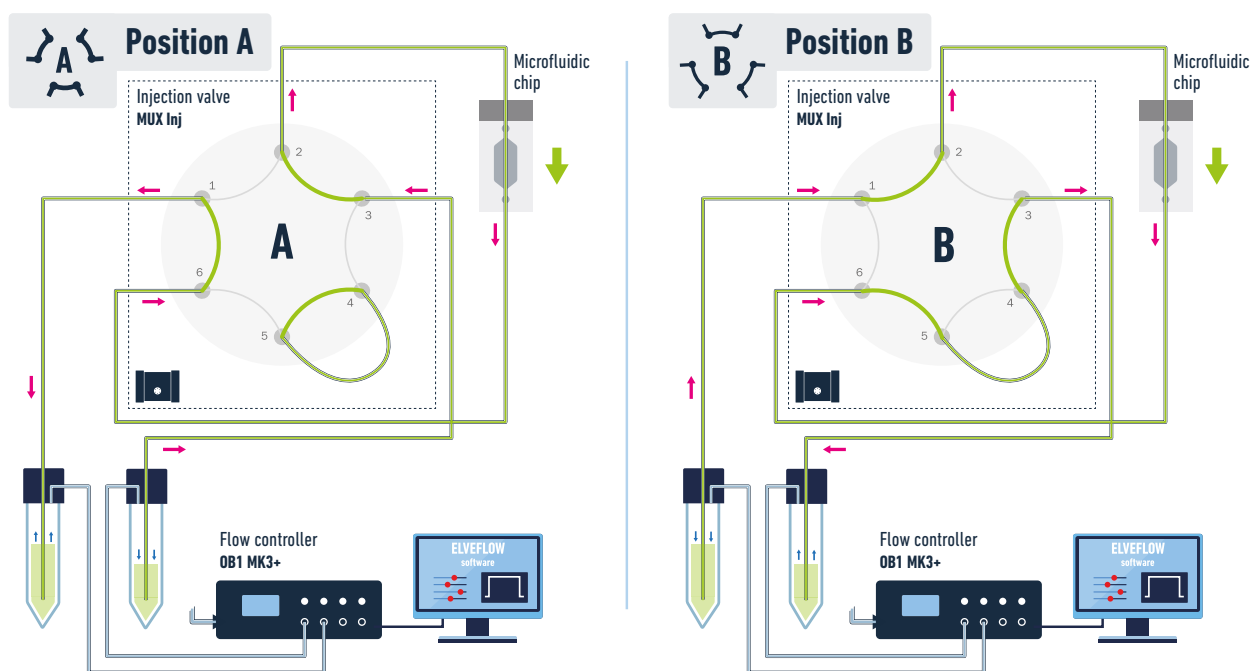 A
Position A
Injection valve
MUX Inj
Microfluidic
chip
2
1
3
A
6
4
5
Flow controller
OB1 MK3+
ELVEFLOW
software
B
Position B
Injection valve
MUX Inj
Microfluidic
chip
2
1
3
B
6
4
5
Flow controller
OB1 MK3+
ELVEFLOW
software